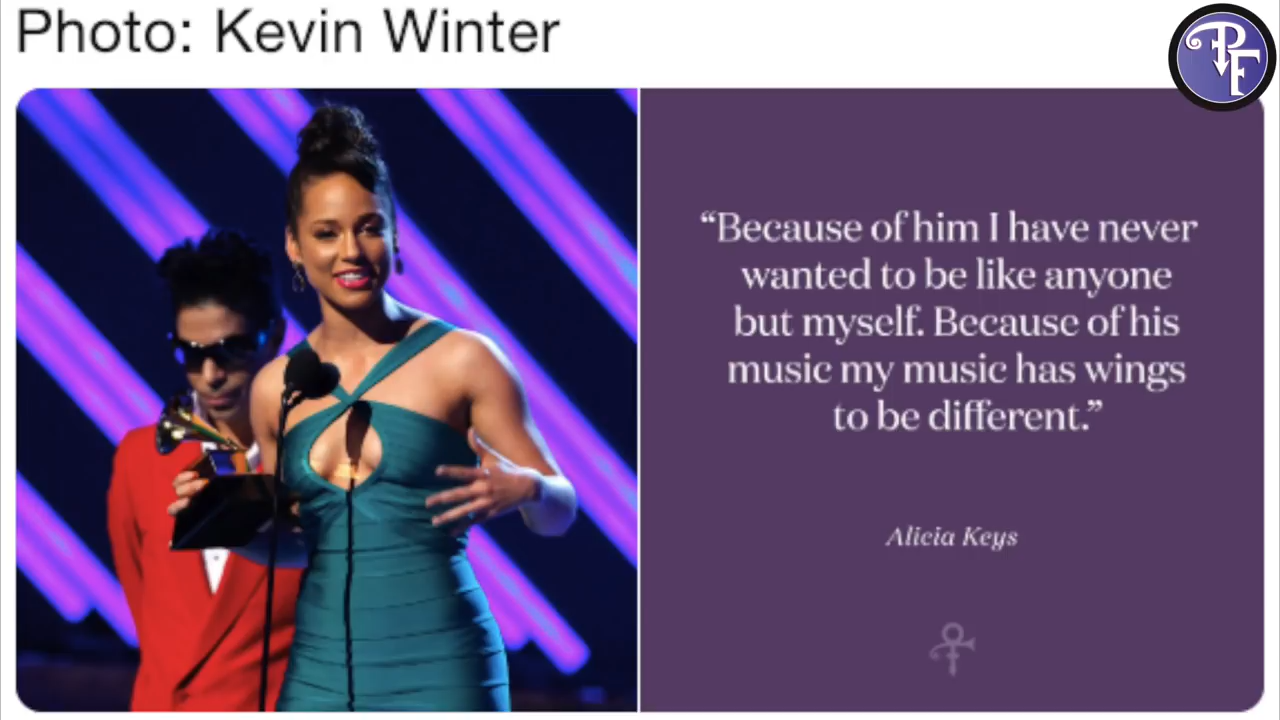 Photo: Kevin Winter
PF
“Because of him I have never
wanted to be like anyone
but myself. Because of his
music my music has wings
to be different.”
Alicia Keys